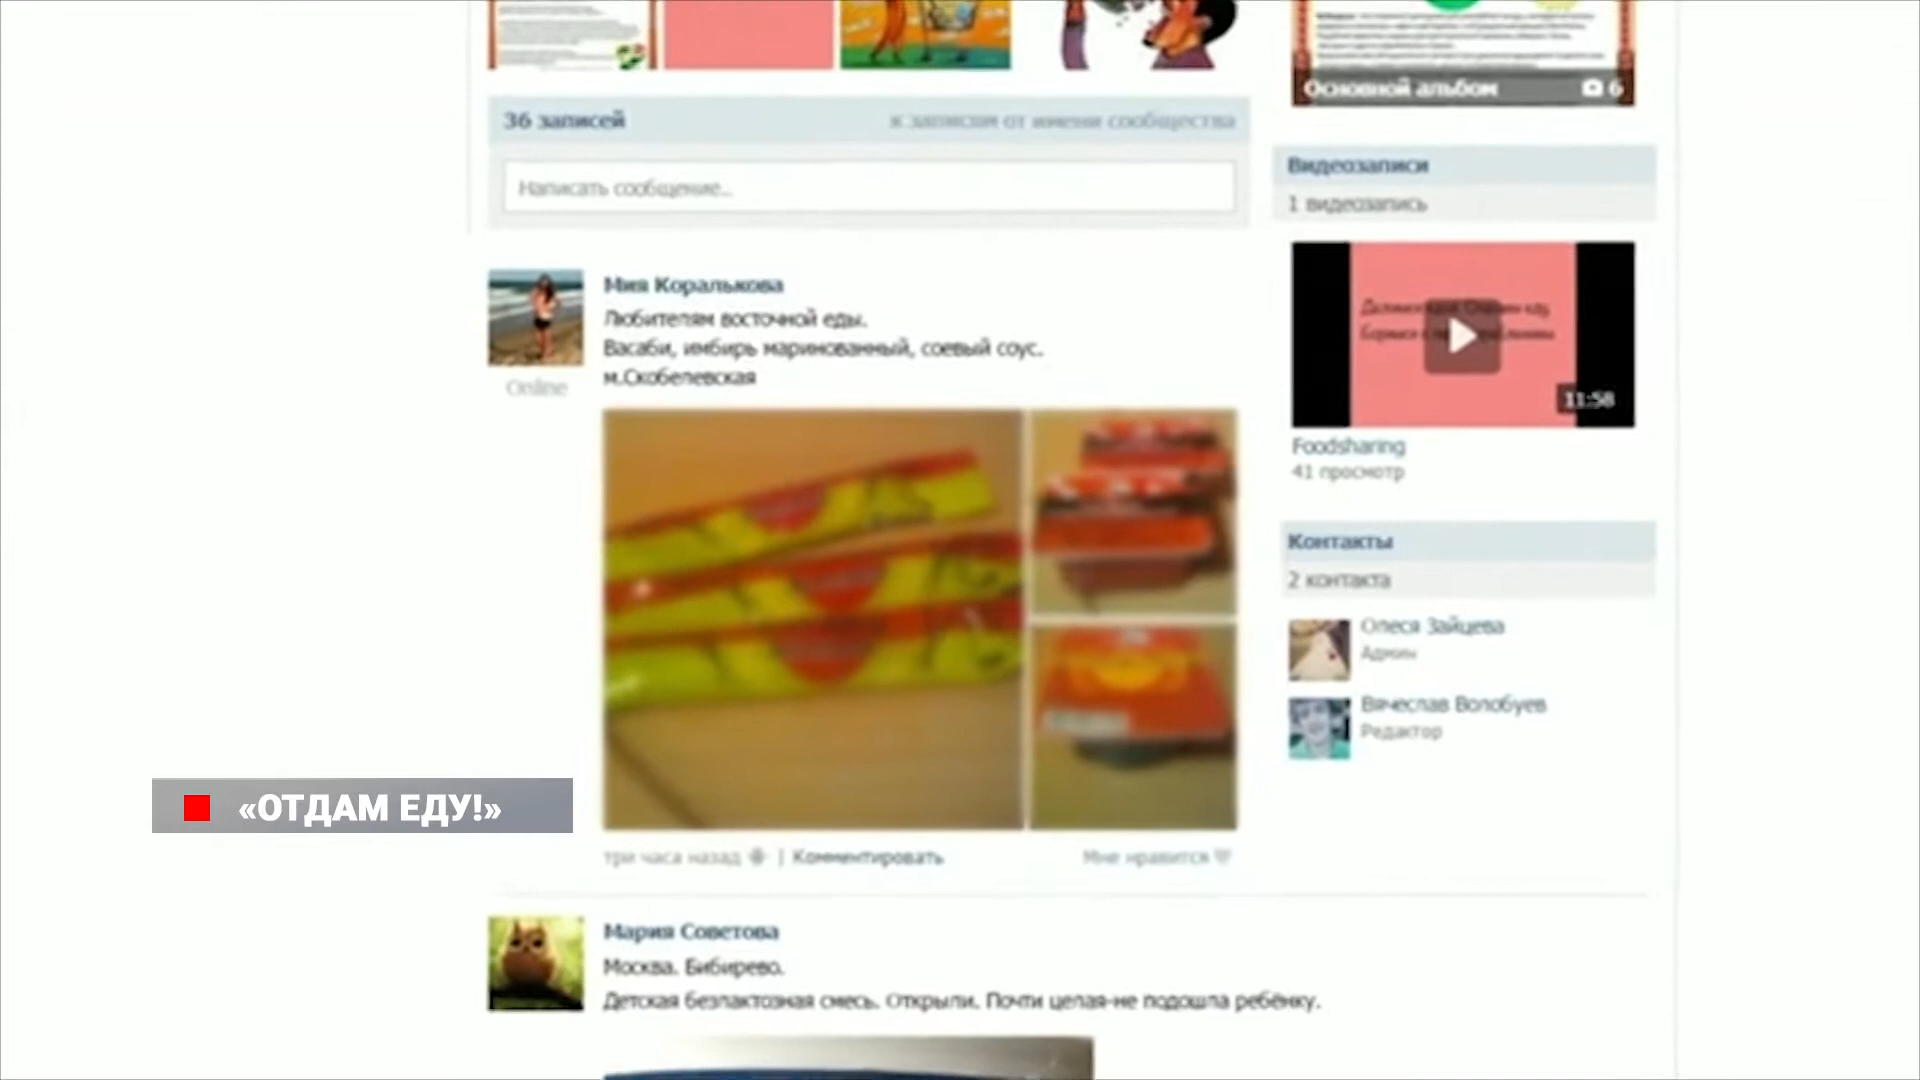 Основной альбом 6
36 записей
к записям от имени сообщества
Написать сообщение...
Видеозаписи
1 видеозапись
Мия Коралькова
Любителям восточной еды.
Васаби, имбирь маринованный, соевый соус.
м.Скобелевская
Online
11:58
Foodsharing
41 просмотр
Контакты
2 контакта
Олеся Зайцева
Админ
Вячеслав Волобуев
Редактор
«ОТДАМ ЕДУ!»
три часа назад | Комментировать
Мне нравится
Мария Советова
Москва. Бибирево.
Детская безлактозная смесь. Открыли. Почти целая-не подошла ребёнку.